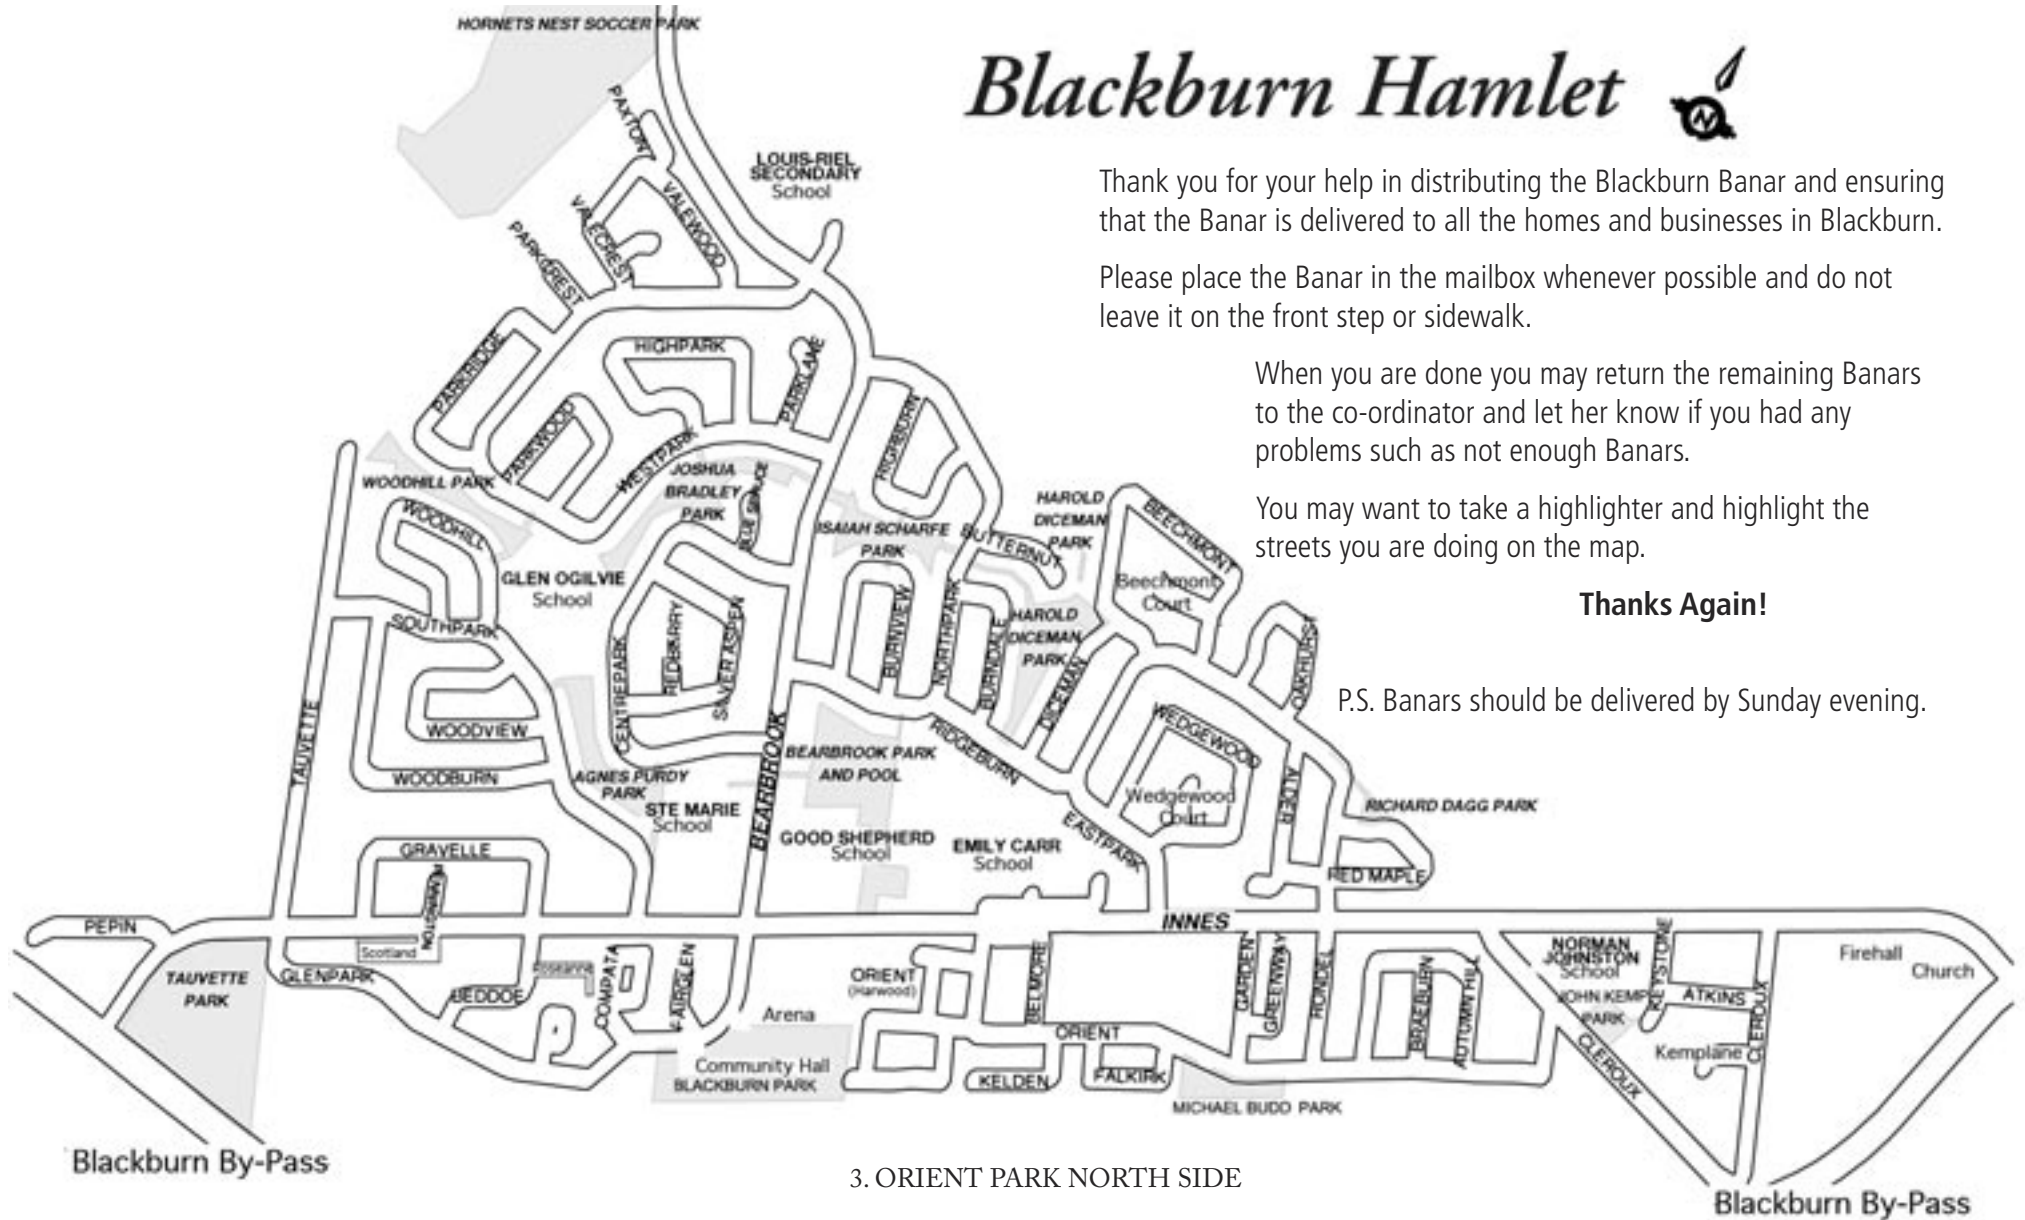 HORNETS NEST SOCCER PARK
Blackburn Hamlet
N
Thank you for your help in distributing the Blackburn Banar and ensuring
that the Banar is delivered to all the homes and businesses in Blackburn.
Please place the Banar in the mailbox whenever possible and do not
leave it on the front step or sidewalk.
When you are done you may return the remaining Banars
to the co-ordinator and let her know if you had any
problems such as not enough Banars.
You may want to take a highlighter and highlight the
streets you are doing on the map.
Thanks Again!
P.S. Banars should be delivered by Sunday evening.
PAXTON
LOUIS-RIEL
SECONDARY
School
VALEWOOD
VALECREST
PARKCREST
PARKRIDGE
HIGHPARK
PARKLANE
PARKWOOD
WESTPARK
HIGHBURN
WOODHILL PARK
JOSHUA
BRADLEY
PARK
BLUE SPRUCE
WOODHILL
ISAIAH SCHARFE
PARK
BUTTERNUT
HAROLD
DICEMAN
PARK
BEECHMONT
Beechmont
Court
GLEN OGILVIE
School
SOUTHPARK
CENTREPARK
REDBERRY
SILVER ASPEN
BURNVIEW
NORTHPARK
BURNDALE
HAROLD
DICEMAN
PARK
DICEMAN
OAKHURST
TAUVETTE
WOODVIEW
WOODBURN
AGNES PURDY
PARK
STE MARIE
School
BEARBROOK
BEARBROOK PARK
AND POOL
RIDGEBURN
WEDGEWOOD
Wedgewood
Court
ALDER
RICHARD DAGG PARK
GOOD SHEPHERD
School
EMILY CARR
School
EASTPARK
RED MAPLE
GRAVELLE
PENNINGTON
PEPIN
INNES
Scotland
TAUVETTE
PARK
GLENPARK
BEDDOE
Roseanne
COMPATA
FAIRGLEN
Arena
ORIENT
(Harwood)
BELMORE
ORIENT
GARDEN
GREENWAY
RONDEL
BRAEBURN
AUTUMN HILL
NORMAN
JOHNSTON
School
KEYSTONE
JOHN KEMP
PARK
ATKINS
CLEROUX
Kemplane
CLEROUX
Firehall
Church
Community Hall
BLACKBURN PARK
KELDEN
FALKIRK
MICHAEL BUDD PARK
Blackburn By-Pass
3. ORIENT PARK NORTH SIDE
Blackburn By-Pass